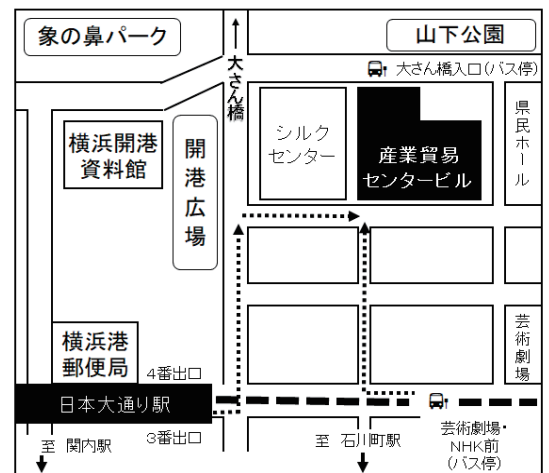 象の鼻パーク
山下公園
大さん橋
大さん橋入口(バス停)
横浜開港
資料館
開港広場
シルク
センター
産業貿易
センタービル
県民ホール
横浜港
郵便局
4番出口
芸術劇場
日本大通り駅
3番出口
至 関内駅
至 石川町駅
芸術劇場・
NHK前
(バス停)